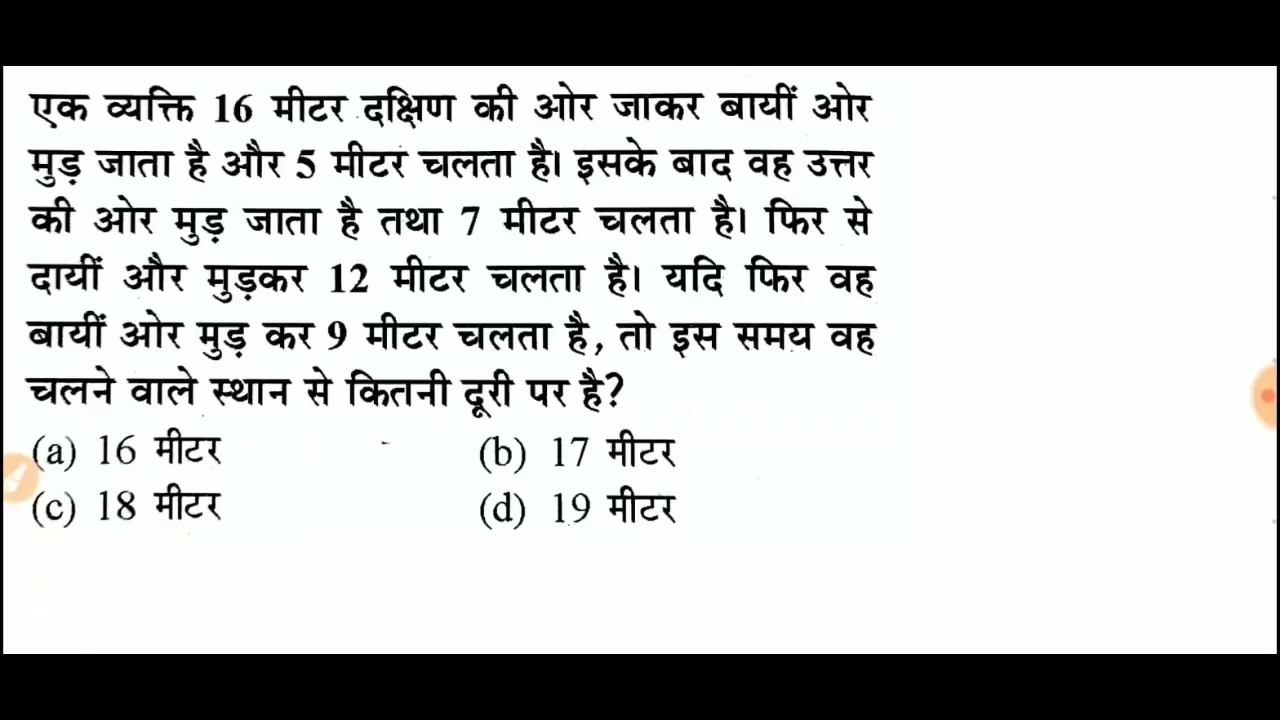 एक व्यक्ति 16 मीटर दक्षिण की ओर जाकर बायीं ओर
मुड़ जाता है और 5 मीटर चलता है। इसके बाद वह उत्तर
की ओर मुड़ जाता है तथा 7 मीटर चलता है। फिर से
दायीं और मुड़कर 12 मीटर चलता है। यदि फिर वह
बायीं ओर मुड़ कर 9 मीटर चलता है, तो इस समय वह
चलने वाले स्थान से कितनी दूरी पर है?
(a) 16 मीटर (b) 17 मीटर
(c) 18 मीटर (d) 19 मीटर